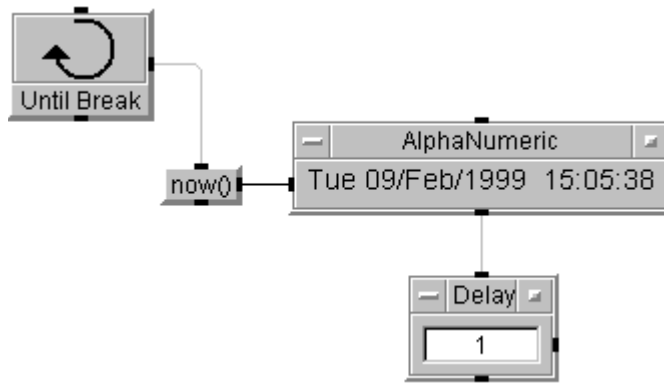 Until Break
AlphaNumeric
now()
Tue 09/Feb/1999 15:05:38
Delay
1